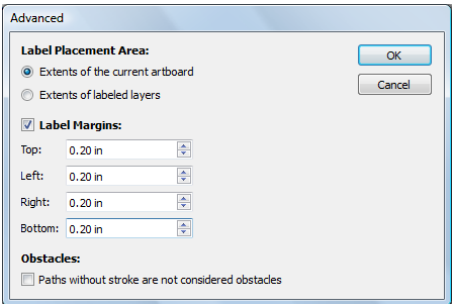 Advanced
Label Placement Area:
Extents of the current artboard
Extents of labeled layers
OK
Cancel
Label Margins:
Top: 0.20 in
Left: 0.20 in
Right: 0.20 in
Bottom: 0.20 in
Obstacles:
Paths without stroke are not considered obstacles